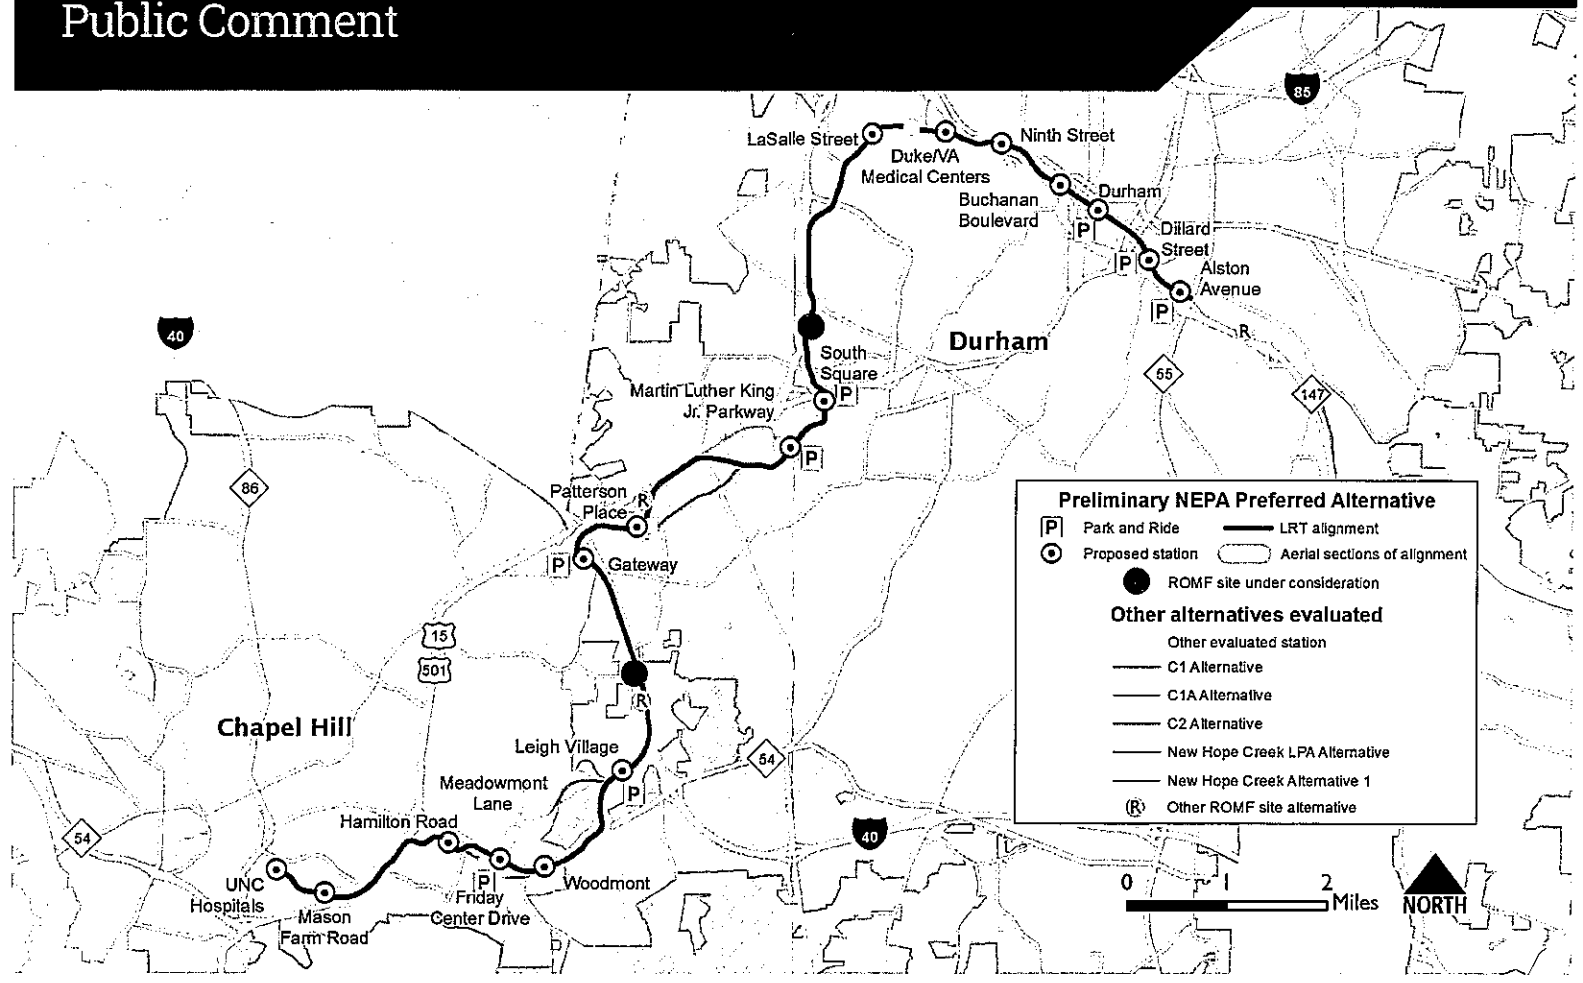 Public Comment
85
LaSalle Street
Duke/VA
Medical Centers
Ninth Street
Buchanan
Boulevard
Durham
P
Dillard
Street
P
Alston
Avenue
P
R
40
Durham
South
Square
P
55
147
Martin Luther King
Jr. Parkway
P
86
Patterson
Place
R
P
Gateway
15
501
R
Chapel Hill
Leigh Village
54
Meadowmont
Lane
P
Hamilton Road
54
40
UNC
Hospitals
Mason
Farm Road
P
Friday
Center Drive
Woodmont
Preliminary NEPA Preferred Alternative
P Park and Ride LRT alignment
Proposed station Aerial sections of alignment
ROMF site under consideration
Other alternatives evaluated
Other evaluated station
C1 Alternative
C1A Alternative
C2 Alternative
New Hope Creek LPA Alternative
New Hope Creek Alternative 1
R Other ROMF site alternative
0 1 2
Miles
NORTH